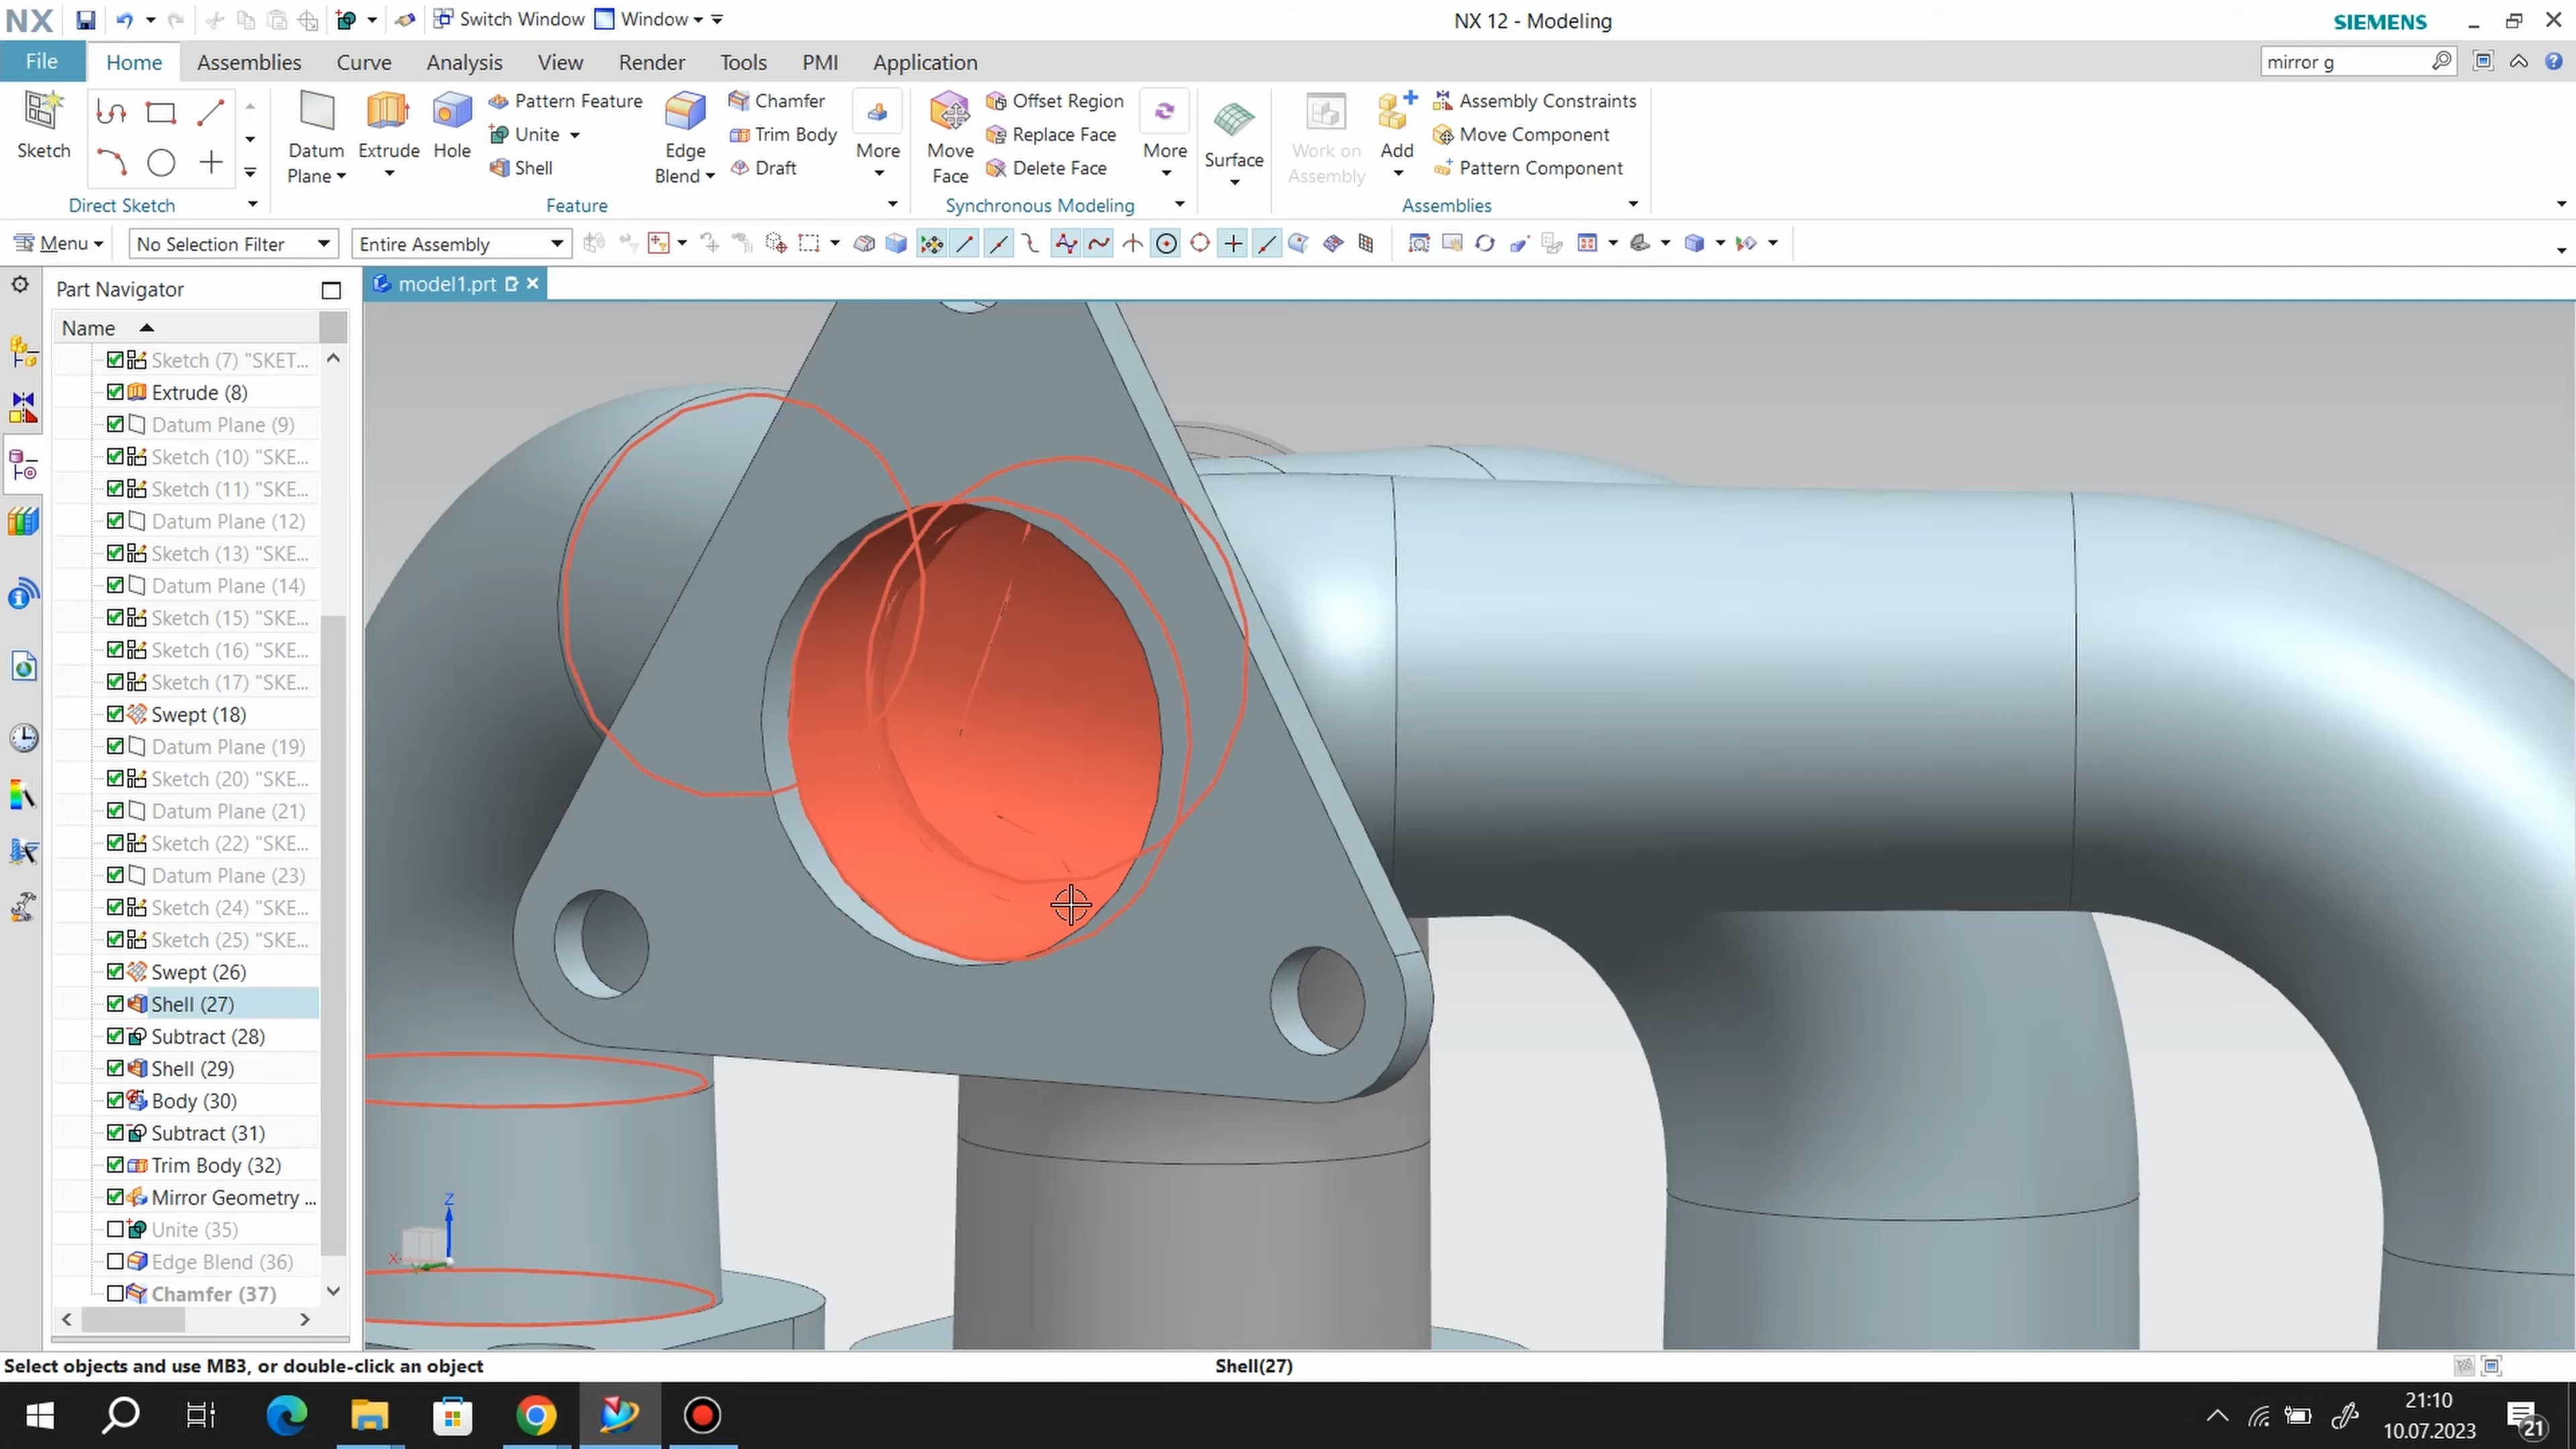 NX
Switch Window
Window
NX 12 - Modeling
SIEMENS
File
Home
Assemblies
Curve
Analysis
View
Render
Tools
PMI
Application
mirror g
Sketch
Direct Sketch
Datum Plane
Extrude
Hole
Pattern Feature
Unite
Shell
Edge Blend
Chamfer
Trim Body
Draft
More
Feature
Move Face
Offset Region
Replace Face
Delete Face
More
Synchronous Modeling
Surface
Work on Assembly
Add
Assembly Constraints
Move Component
Pattern Component
Assemblies
Menu
No Selection Filter
Entire Assembly
Part Navigator
model1.prt
Name
Sketch (7) "SKET...
Extrude (8)
Datum Plane (9)
Sketch (10) "SKE...
Sketch (11) "SKE...
Datum Plane (12)
Sketch (13) "SKE...
Datum Plane (14)
Sketch (15) "SKE...
Sketch (16) "SKE...
Sketch (17) "SKE...
Swept (18)
Datum Plane (19)
Sketch (20) "SKE...
Datum Plane (21)
Sketch (22) "SKE...
Datum Plane (23)
Sketch (24) "SKE...
Sketch (25) "SKE...
Swept (26)
Shell (27)
Subtract (28)
Shell (29)
Body (30)
Subtract (31)
Trim Body (32)
Mirror Geometry ...
Unite (35)
Edge Blend (36)
Chamfer (37)
Z
X
Select objects and use MB3, or double-click an object
Shell(27)
21:10
10.07.2023
21